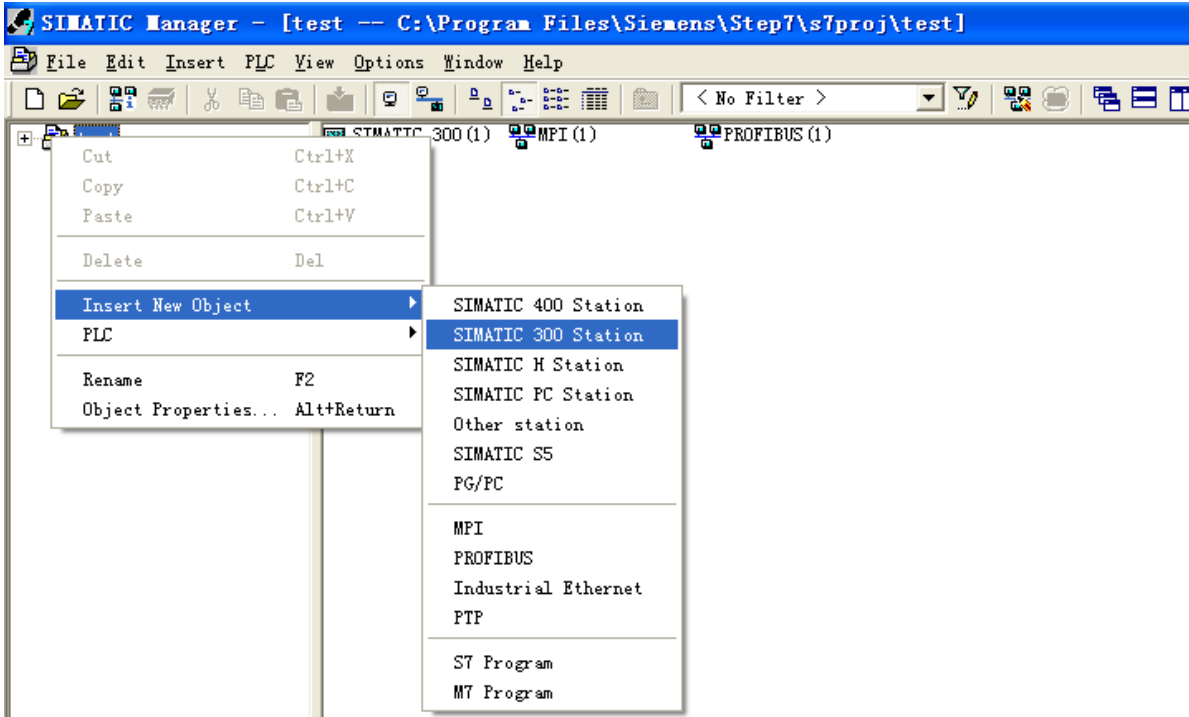 SIMATIC Manager - [test -- C:\Program Files\Siemens\Step7\s7proj\test]
File Edit Insert PLC View Options Window Help
< No Filter >
SIMATIC 300(1) MPI(1) PROFIBUS(1)
Cut Ctrl+X
Copy Ctrl+C
Paste Ctrl+V
Delete Del
Insert New Object
PLC
Rename F2
Object Properties... Alt+Return
SIMATIC 400 Station
SIMATIC 300 Station
SIMATIC H Station
SIMATIC PC Station
Other station
SIMATIC S5
PG/PC
MPI
PROFIBUS
Industrial Ethernet
PTP
S7 Program
M7 Program